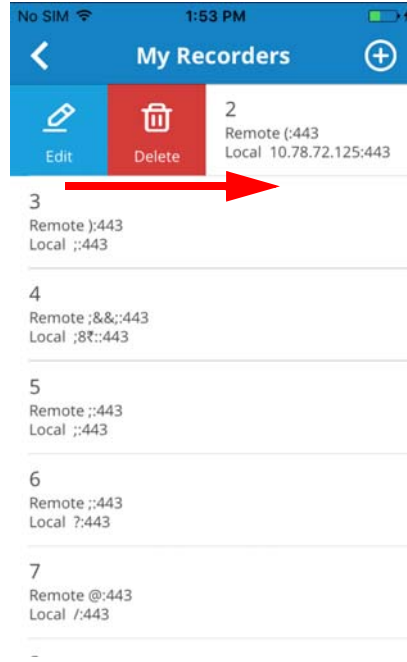 No SIM 1:53 PM
My Recorders
Edit
Delete
2
Remote (:443
Local 10.78.72.125:443
3
Remote ):443
Local ;:443
4
Remote ;&&;:443
Local ;8₹::443
5
Remote ;:443
Local ;:443
6
Remote ;:443
Local ?:443
7
Remote @:443
Local /:443